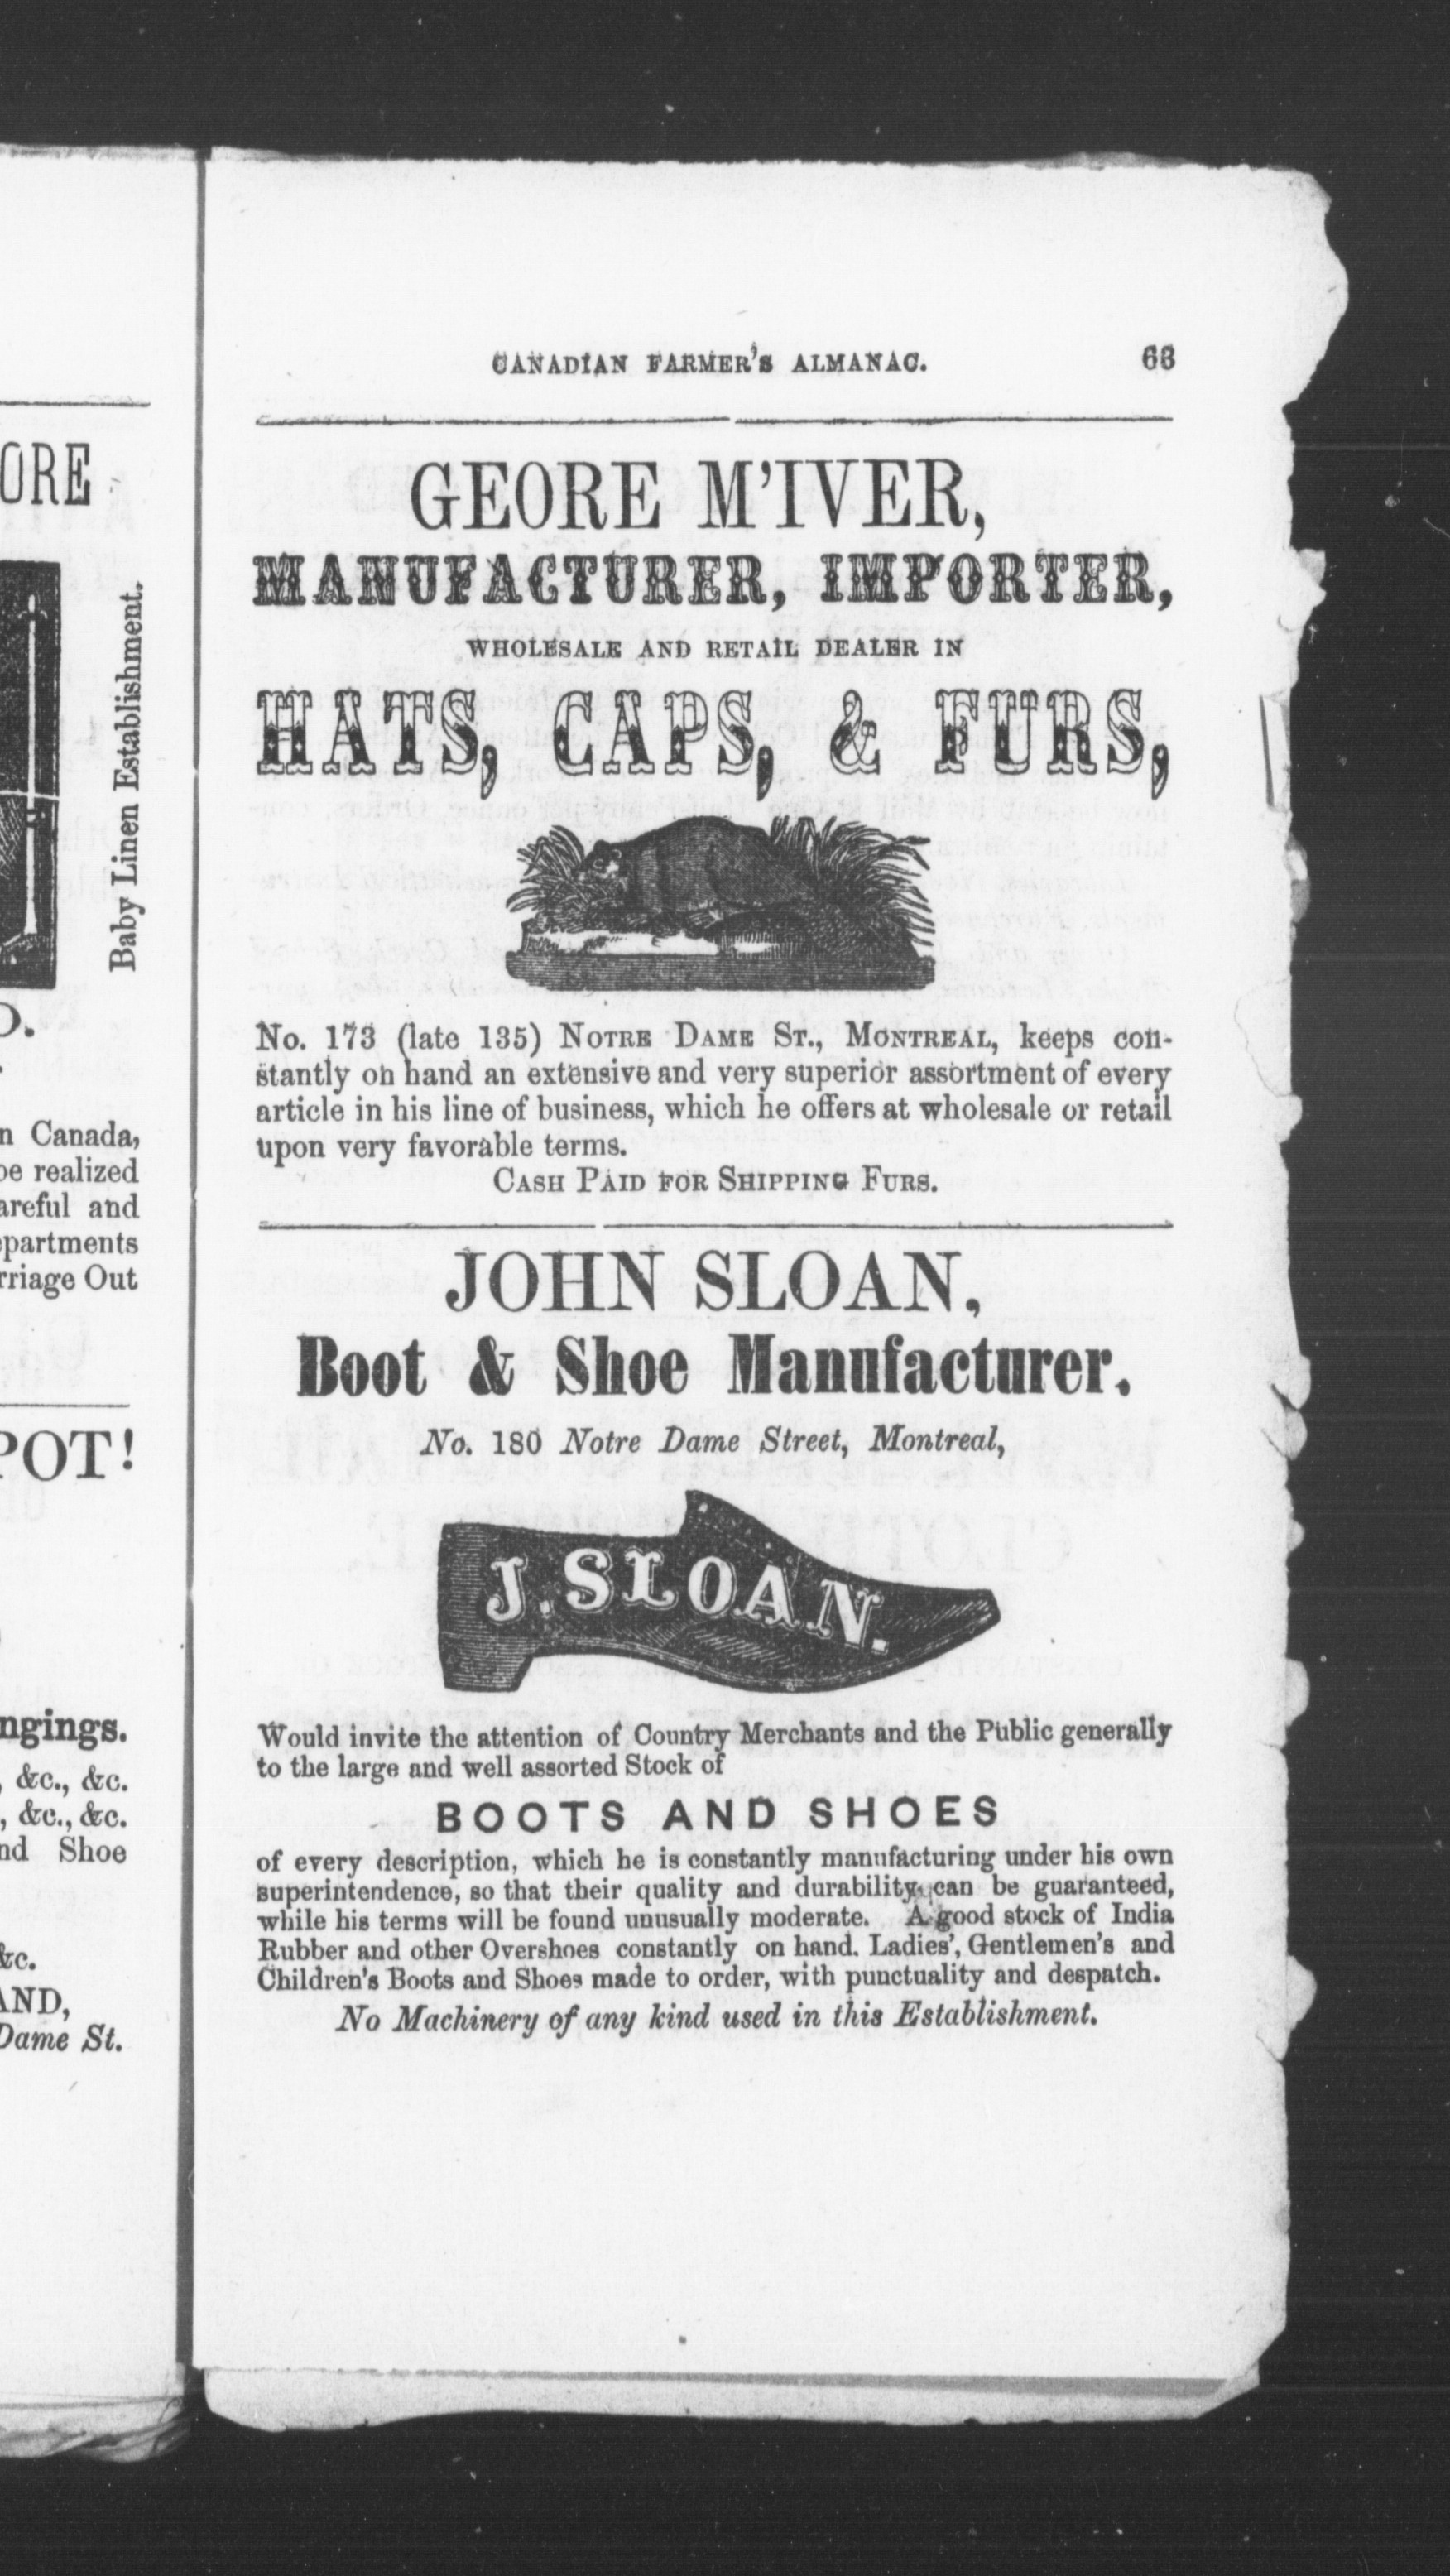 ORE
Baby Linen Establishment.
n Canada,
be realized
areful and
epartments
rriage Out
POT!
ngings.
, &c., &c.
, &c., &c.
nd Shoe
&c.
AND,
Dame St.
CANADIAN FARMER'S ALMANAC. 63
GEORE M'IVER,
MANUFACTURER, IMPORTER,
WHOLESALE AND RETAIL DEALER IN
HATS, CAPS, & FURS,
No. 173 (late 135) NOTRE DAME ST., MONTREAL, keeps con-
stantly on hand an extensive and very superior assortment of every
article in his line of business, which he offers at wholesale or retail
upon very favorable terms.
CASH PAID FOR SHIPPING FURS.
JOHN SLOAN,
Boot & Shoe Manufacturer.
No. 180 Notre Dame Street, Montreal,
J. SLOAN.
Would invite the attention of Country Merchants and the Public generally
to the large and well assorted Stock of
BOOTS AND SHOES
of every description, which he is constantly manufacturing under his own
superintendence, so that their quality and durability can be guaranteed,
while his terms will be found unusually moderate. A good stock of India
Rubber and other Overshoes constantly on hand. Ladies', Gentlemen's and
Children's Boots and Shoes made to order, with punctuality and despatch.
No Machinery of any kind used in this Establishment.